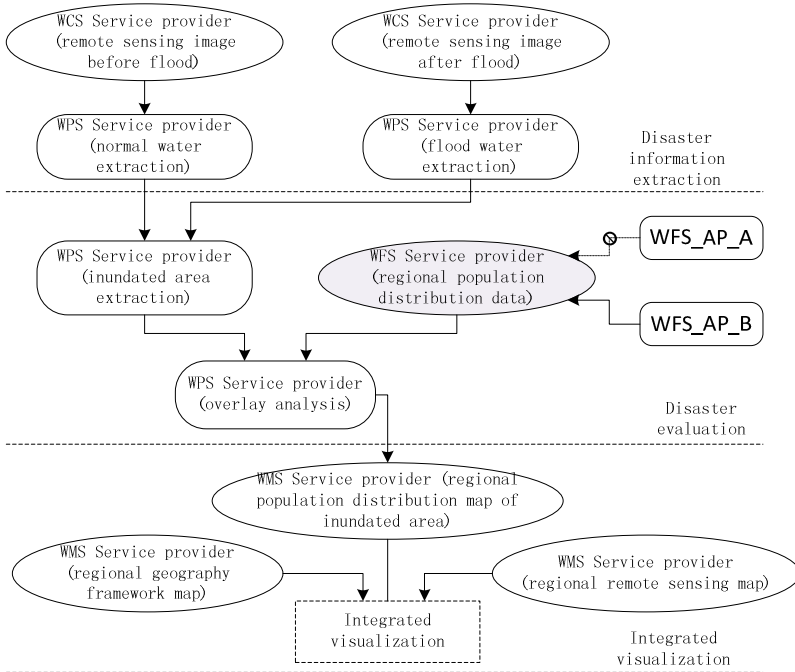 WCS Service provider
(remote sensing image
before flood)
WCS Service provider
(remote sensing image
after flood)
WPS Service provider
(normal water
extraction)
WPS Service provider
(flood water
extraction)
Disaster
information
extraction
WPS Service provider
(inundated area
extraction)
WFS Service provider
(regional population
distribution data)
WFS_AP_A
WFS_AP_B
WPS Service provider
(overlay analysis)
Disaster
evaluation
WMS Service provider (regional
population distribution map of
inundated area)
WMS Service provider
(regional geography
framework map)
WMS Service provider
(regional remote sensing map)
Integrated
visualization
Integrated
visualization